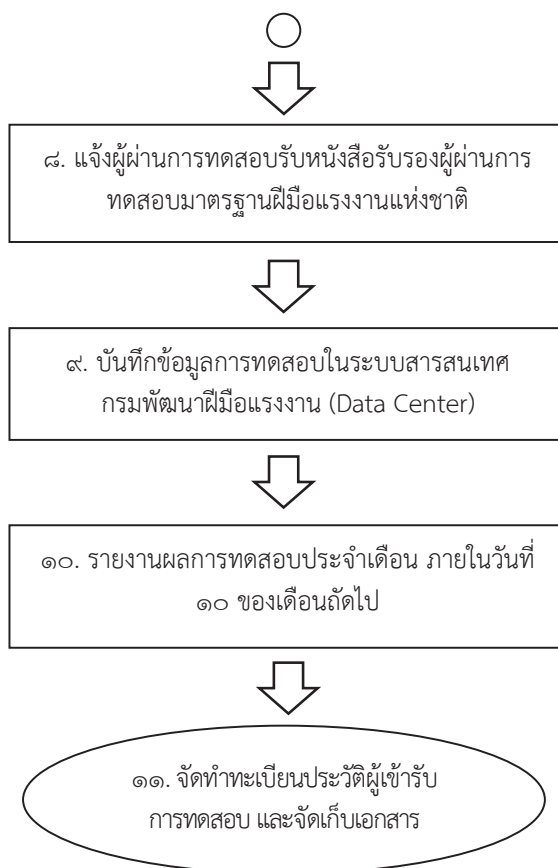 ๘. แจ้งผู้ผ่านการทดสอบรับหนังสือรับรองผู้ผ่านการ
ทดสอบมาตรฐานฝีมือแรงงานแห่งชาติ
๙. บันทึกข้อมูลการทดสอบในระบบสารสนเทศ
กรมพัฒนาฝีมือแรงงาน (Data Center)
๑๐. รายงานผลการทดสอบประจำเดือน ภายในวันที่
๑๐ ของเดือนถัดไป
๑๑. จัดทำทะเบียนประวัติผู้เข้ารับ
การทดสอบ และจัดเก็บเอกสาร